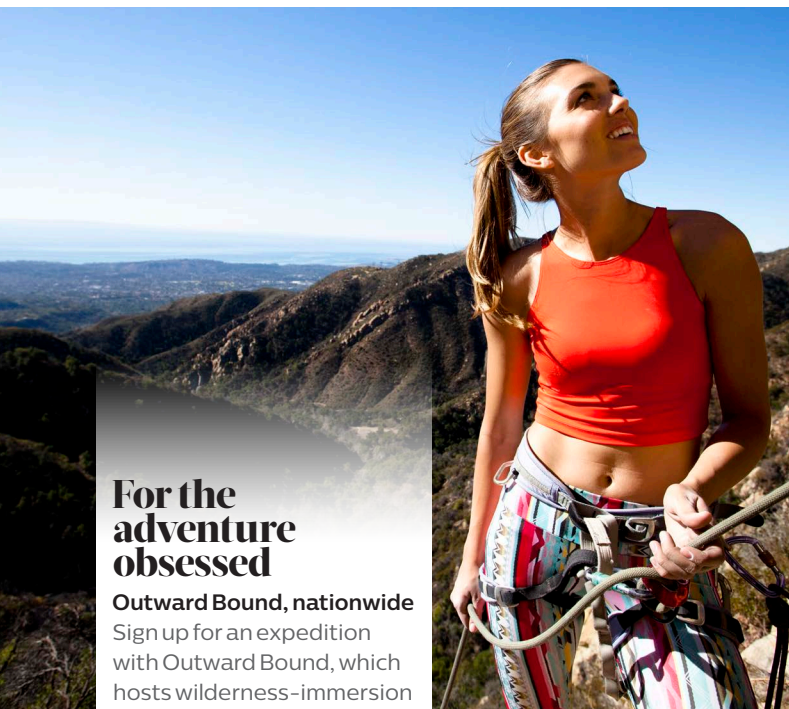 For the
adventure
obsessed
Outward Bound, nationwide
Sign up for an expedition
with Outward Bound, which
hosts wilderness-immersion